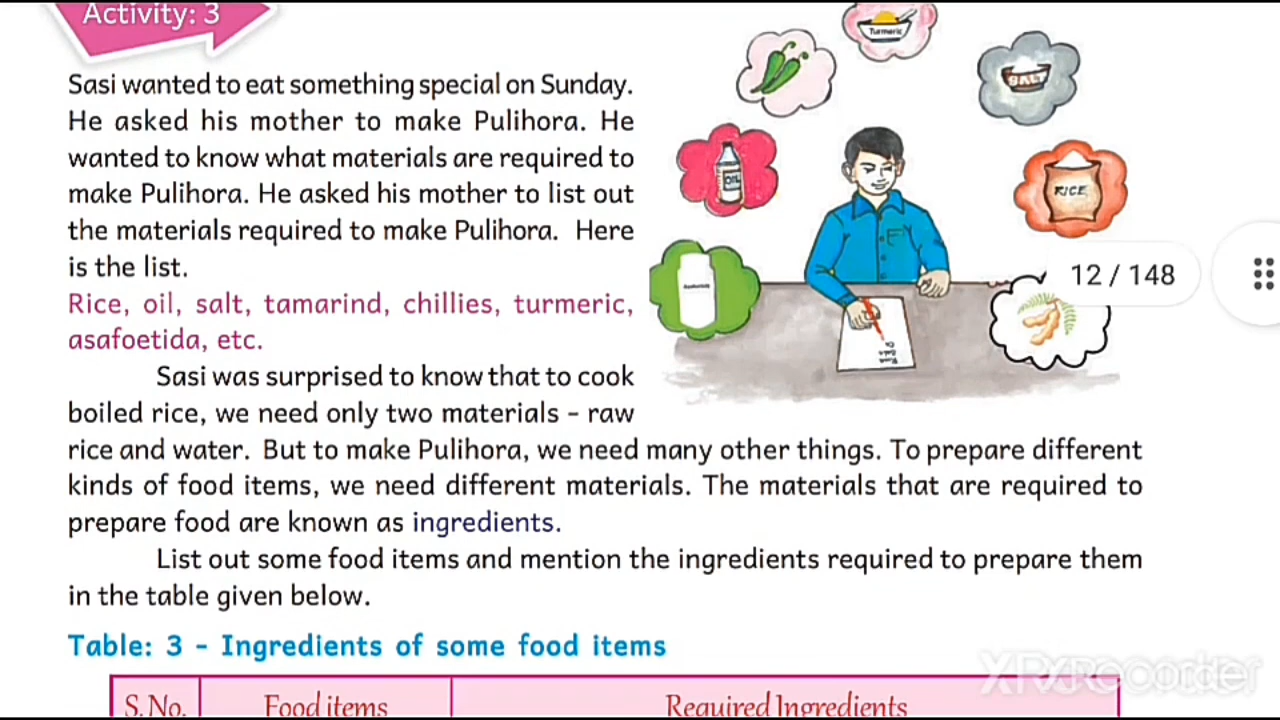 Activity: 3
Sasi wanted to eat something special on Sunday.
He asked his mother to make Pulihora. He
wanted to know what materials are required to
make Pulihora. He asked his mother to list out
the materials required to make Pulihora. Here
is the list.
Rice, oil, salt, tamarind, chillies, turmeric,
asafoetida, etc.
Turmeric
SALT
OIL
RICE
12 / 148
Sasi was surprised to know that to cook
boiled rice, we need only two materials - raw
rice and water. But to make Pulihora, we need many other things. To prepare different
kinds of food items, we need different materials. The materials that are required to
prepare food are known as ingredients.
List out some food items and mention the ingredients required to prepare them
in the table given below.
Table: 3 - Ingredients of some food items
S. No. Food items Required Ingredients